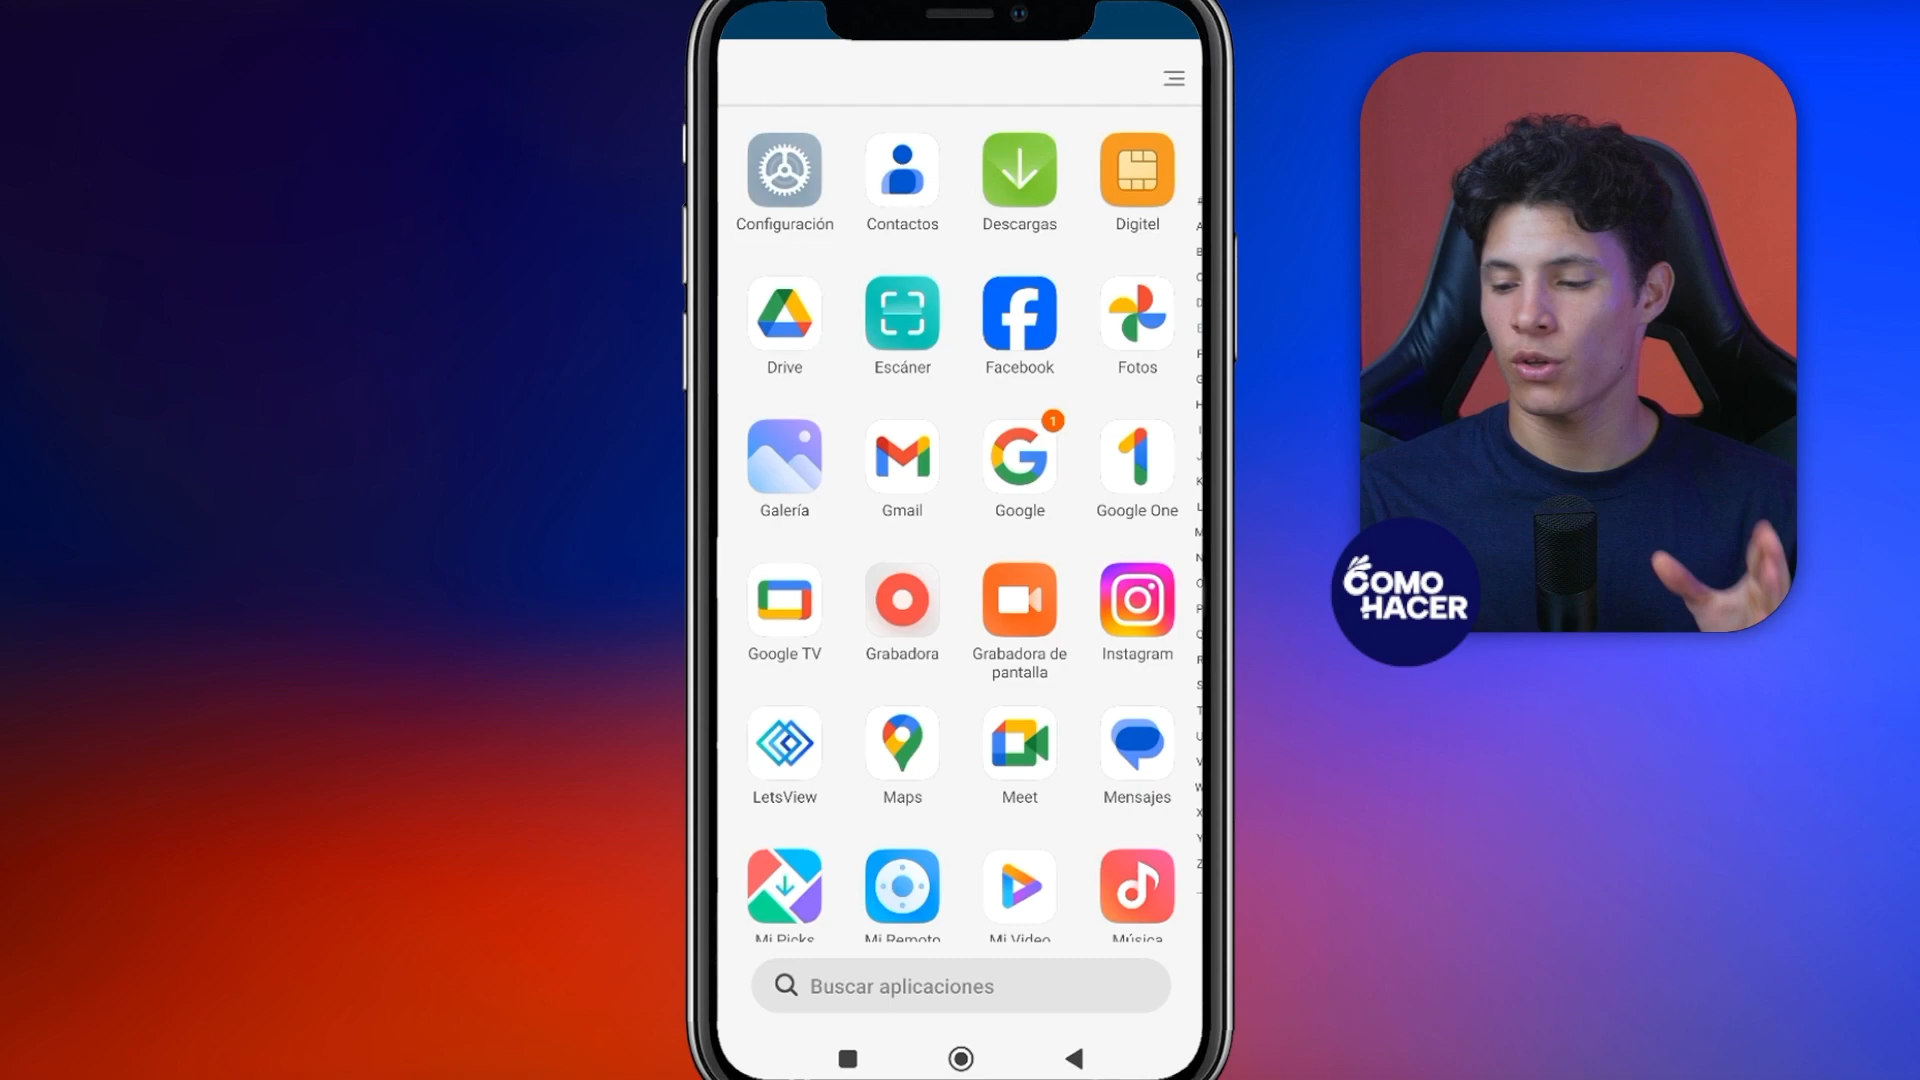 Configuración
Contactos
Descargas
Digitel
Drive
Escáner
Facebook
Fotos
1
Galería
Gmail
Google
Google One
Google TV
Grabadora
Grabadora de
pantalla
Instagram
LetsView
Maps
Meet
Mensajes
Mi Picks
Mi Remoto
Mi Video
Música
Buscar aplicaciones
COMO
HACER